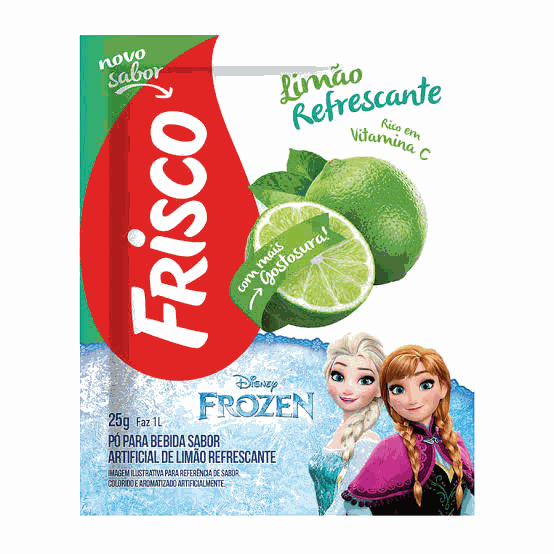 novo
sabor
FRISCO
Limão
Refrescante
Rico em
Vitamina C
com mais
Gostosura!
Disney
FROZEN
25g Faz 1L
PÓ PARA BEBIDA SABOR
ARTIFICIAL DE LIMÃO REFRESCANTE
IMAGEM ILUSTRATIVA PARA REFERÊNCIA DE SABOR.
COLORIDO E AROMATIZADO ARTIFICIALMENTE.